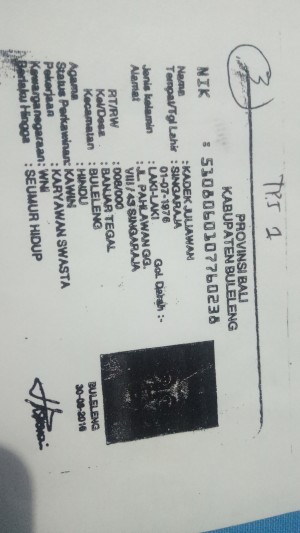 3
TPS 1
PROVINSI BALI
KABUPATEN BULELENG
NIK : 5108060107760238
Nama : KADEK JULIAWAN
Tempat/Tgl Lahir : SINGARAJA
01-07-1976
Jenis kelamin : LAKI-LAKI Gol. Darah :-
Alamat : JL. PAHLAWAN GG.
VIII / 43 SINGARAJA
RT/RW : 008/000
Kel/Desa : BANJAR TEGAL
Kecamatan : BULELENG
Agama : HINDU
Status Perkawinan: KAWIN
Pekerjaan : KARYAWAN SWASTA
Kewarganegaraan: WNI
Berlaku Hingga : SEUMUR HIDUP
BULELENG
30-06-2016